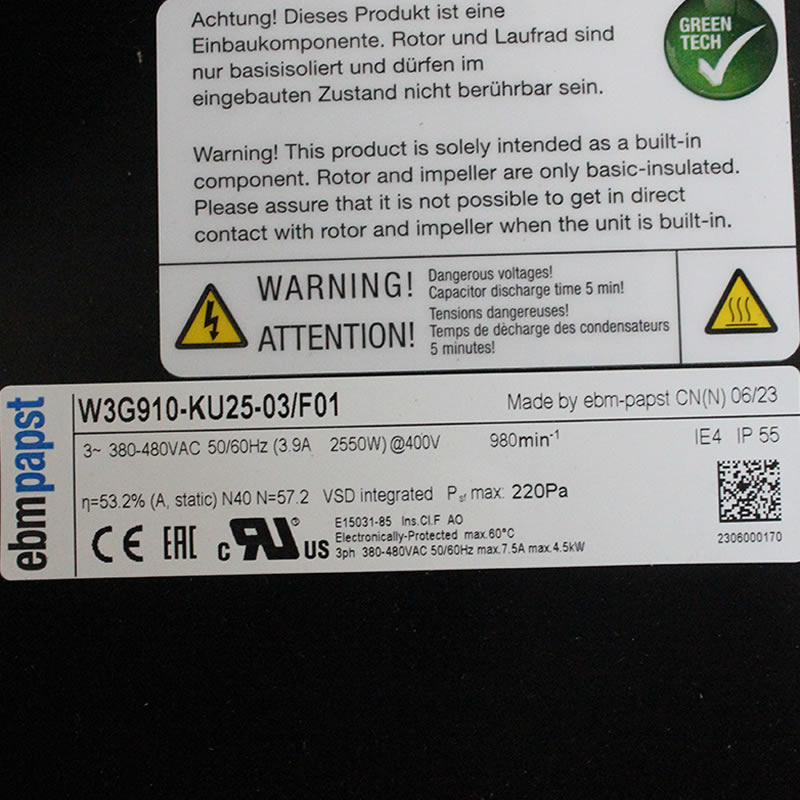 Achtung! Dieses Produkt ist eine
Einbaukomponente. Rotor und Laufrad sind
nur basisisoliert und dürfen im
eingebauten Zustand nicht berührbar sein.
GREEN
TECH
Warning! This product is solely intended as a built-in
component. Rotor and impeller are only basic-insulated.
Please assure that it is not possible to get in direct
contact with rotor and impeller when the unit is built-in.
WARNING!
ATTENTION!
Dangerous voltages!
Capacitor discharge time 5 min!
Tensions dangereuses!
Temps de dècharge des condensateurs
5 minutes!
ebmpapst
W3G910-KU25-03/F01
Made by ebm-papst CN(N) 06/23
3~ 380-480VAC 50/60Hz (3.9A 2550W) @400V 980min-1
IE4 IP 55
η=53.2% (A, static) N40 N=57.2 VSD integrated Psf max: 220Pa
CE EAC c RU ® US
E15031-85 Ins.Cl.F AO
Electronically-Protected max.60°C
3ph 380-480VAC 50/60Hz max.7.5A max.4.5kW
2306000170